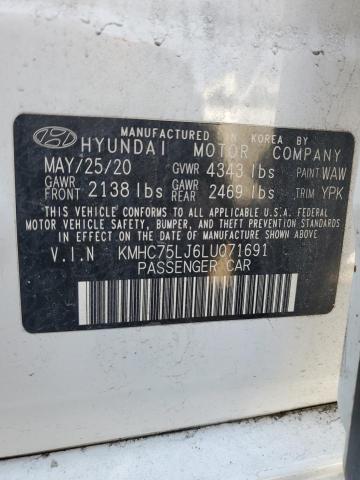 MANUFACTURED IN KOREA BY
HYUNDAI MOTOR COMPANY
MAY/25/20 GVWR 4343 lbs PAINT WAW
GAWR FRONT 2138 lbs GAWR REAR 2469 lbs TRIM YPK
THIS VEHICLE CONFORMS TO ALL APPLICABLE U.S.A. FEDERAL
MOTOR VEHICLE SAFETY, BUMPER, AND THEFT PREVENTION
STANDARDS IN EFFECT ON THE DATE OF MANUFACTURE
SHOWN ABOVE.
V.I.N KMHC75LJ6LU071691
PASSENGER CAR